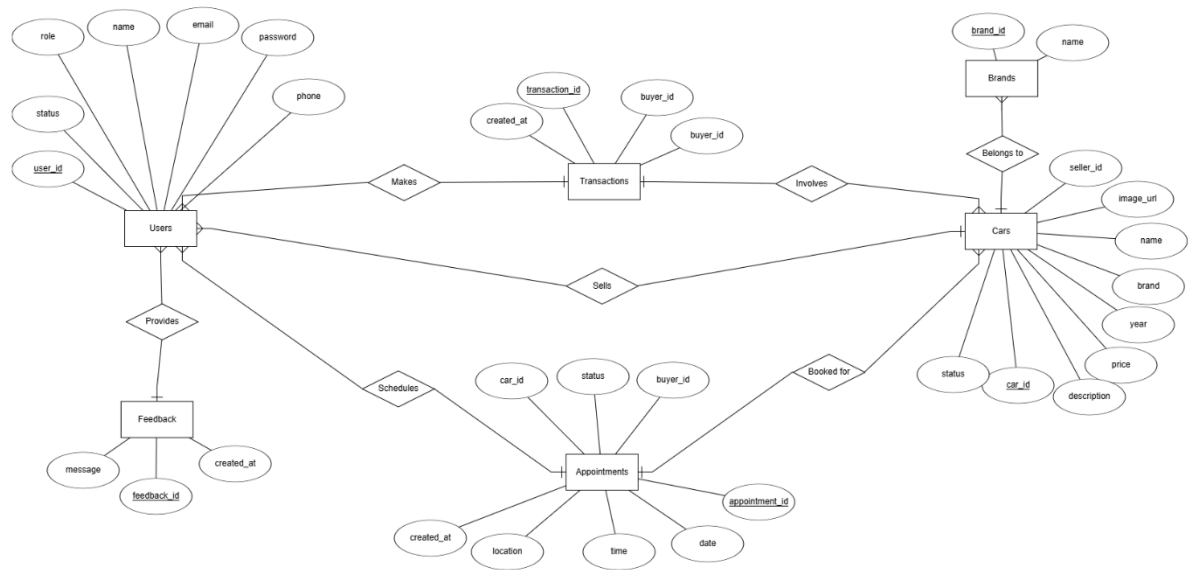 role
name
email
password
phone
status
user_id
Users
transaction_id
buyer_id
created_at
buyer_id
Transactions
Makes
Involves
brand_id
name
Brands
Belongs to
seller_id
image_url
name
brand
year
price
description
car_id
status
Cars
Sells
Provides
Feedback
message
feedback_id
created_at
Schedules
Booked for
car_id
status
buyer_id
Appointments
appointment_id
created_at
location
time
date